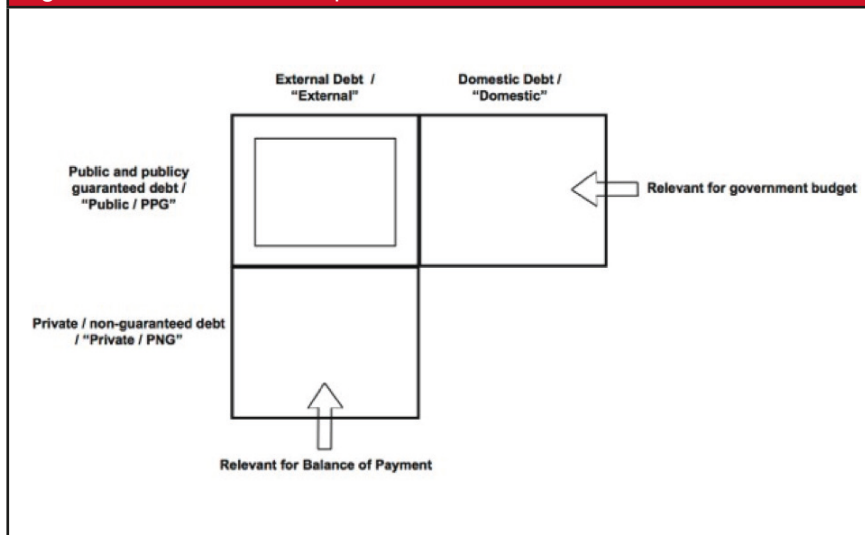 External Debt /
"External"
Domestic Debt /
"Domestic"
Public and publicy
guaranteed debt /
"Public / PPG"
Relevant for government budget
Private / non-guaranteed debt
/ "Private / PNG"
Relevant for Balance of Payment